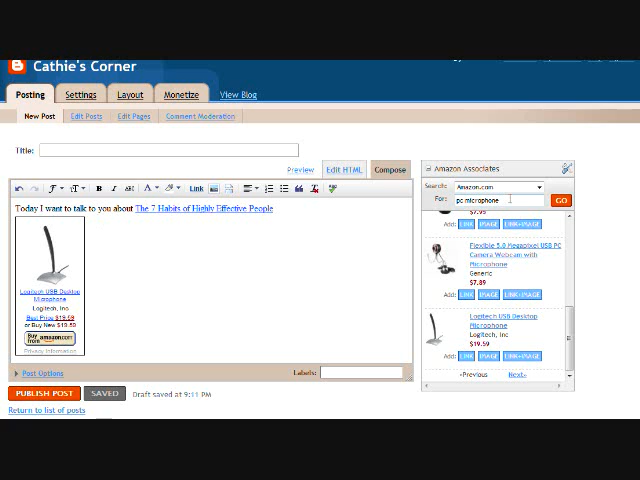 Cathie's Corner
Posting Settings Layout Monetize View Blog
New Post Edit Posts Edit Pages Comment Moderation
Title:
Preview Edit HTML Compose
Link
Today I want to talk to you about The 7 Habits of Highly Effective People
Logitech USB Desktop
Microphone
Logitech, Inc
Best Price $19.59
or Buy New $19.59
Buy from amazon.com
Privacy Information
Post Options
Labels:
PUBLISH POST SAVED Draft saved at 9:11 PM
Return to list of posts
Amazon Associates
Search: Amazon.com
For: pc microphone GO
$7.95
Add: LINK IMAGE LINK+IMAGE
Flexible 5.0 Megapixel USB PC
Camera Webcam with
Microphone
Generic
$7.89
Add: LINK IMAGE LINK+IMAGE
Logitech USB Desktop
Microphone
Logitech, Inc
$19.59
Add: LINK IMAGE LINK+IMAGE
«Previous Next»